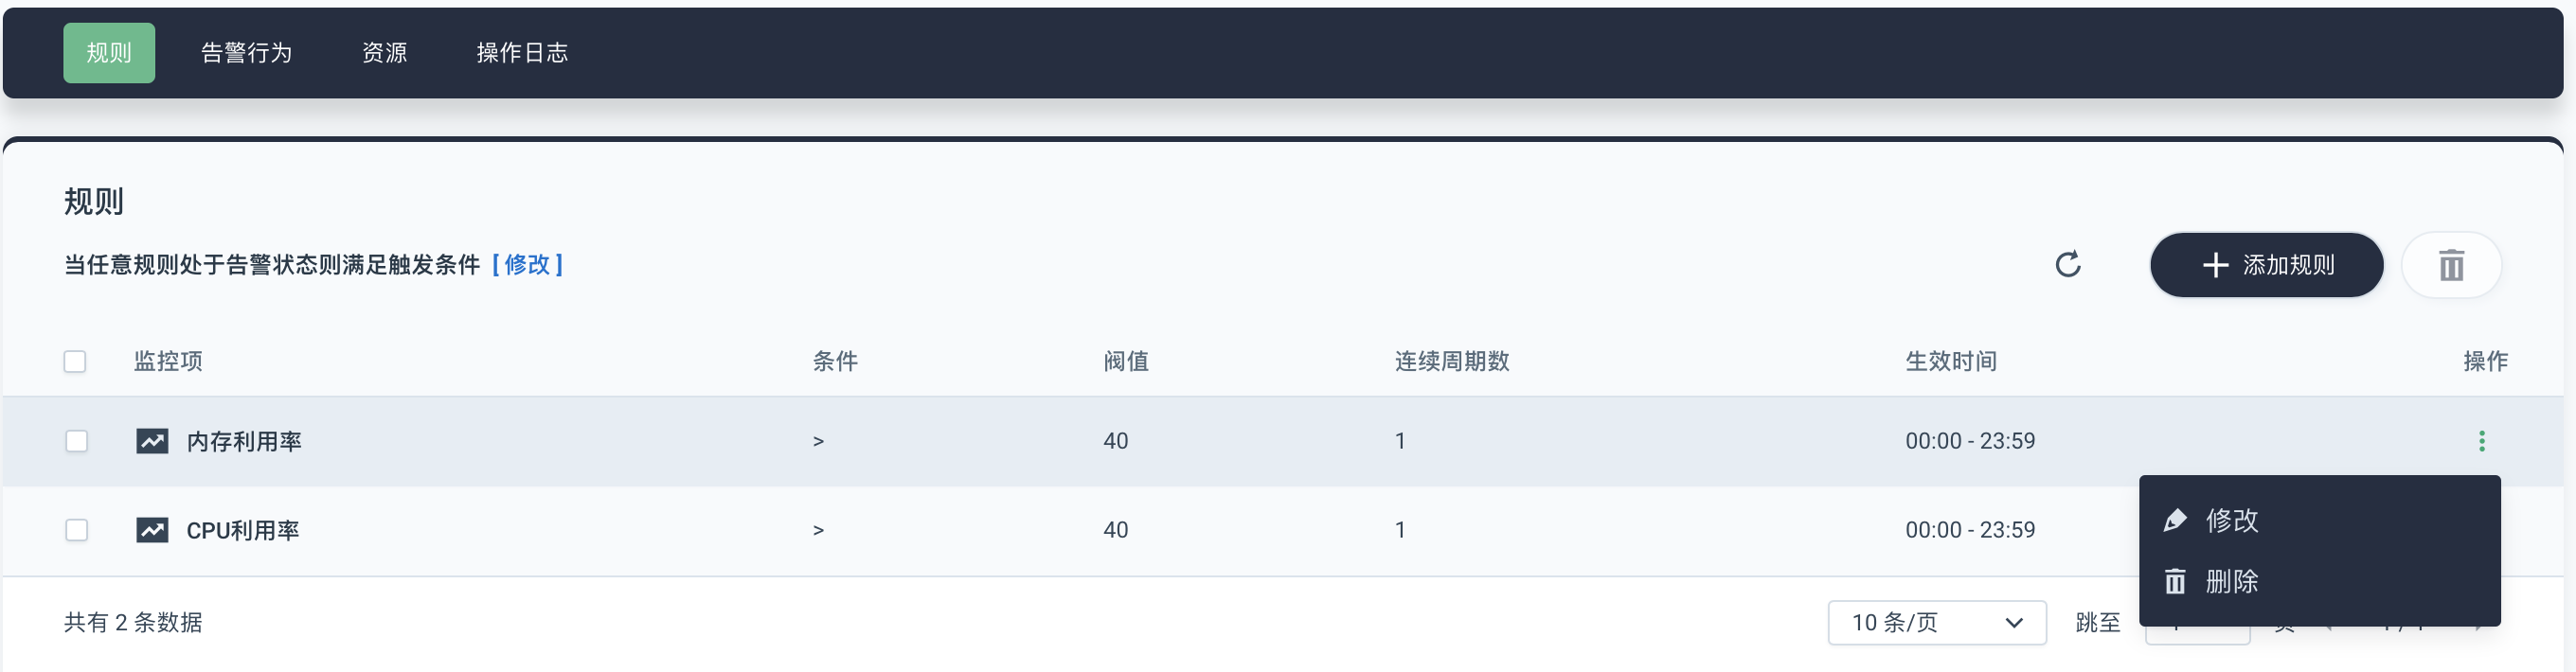 规则 告警行为 资源 操作日志
规则
当任意规则处于告警状态则满足触发条件 [ 修改 ]
添加规则
监控项 条件 阀值 连续周期数 生效时间 操作
内存利用率 > 40 1 00:00 - 23:59
CPU利用率 > 40 1 00:00 - 23:59
修改
删除
共有 2 条数据 10 条/页 跳至